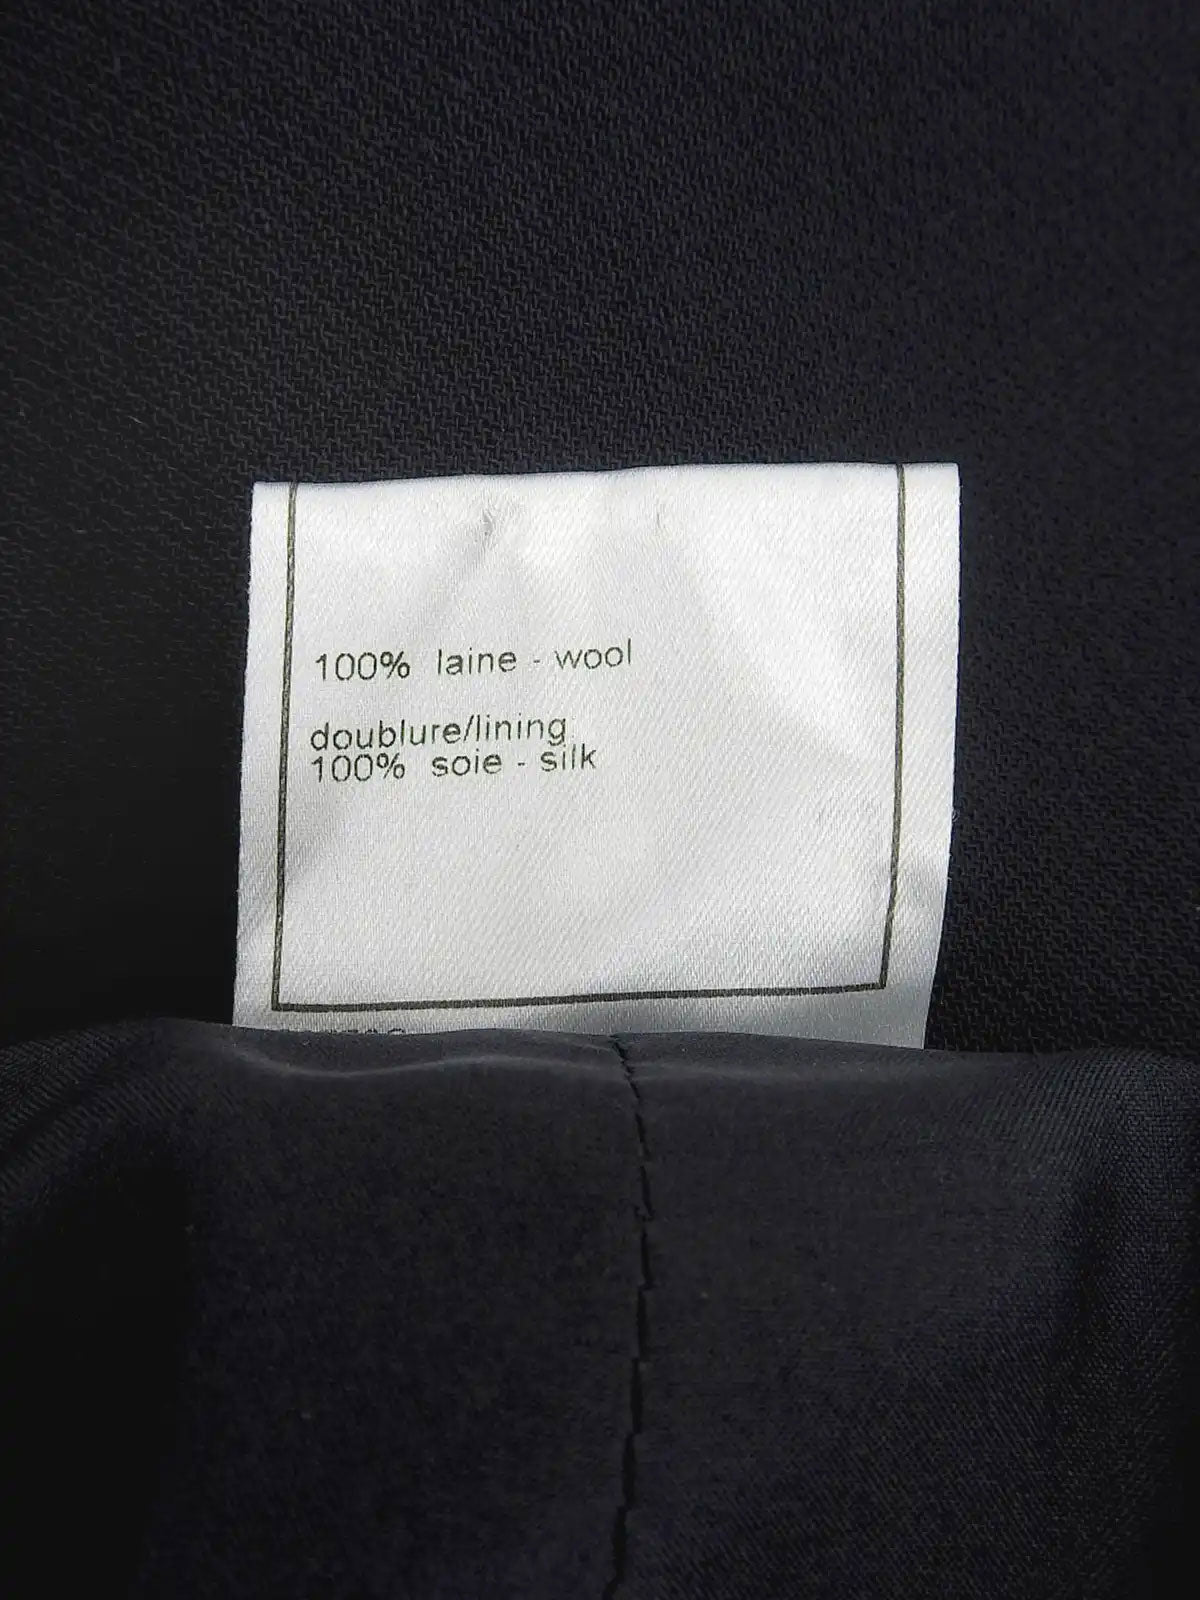 100% laine - wool
doublure/lining
100% soie - silk